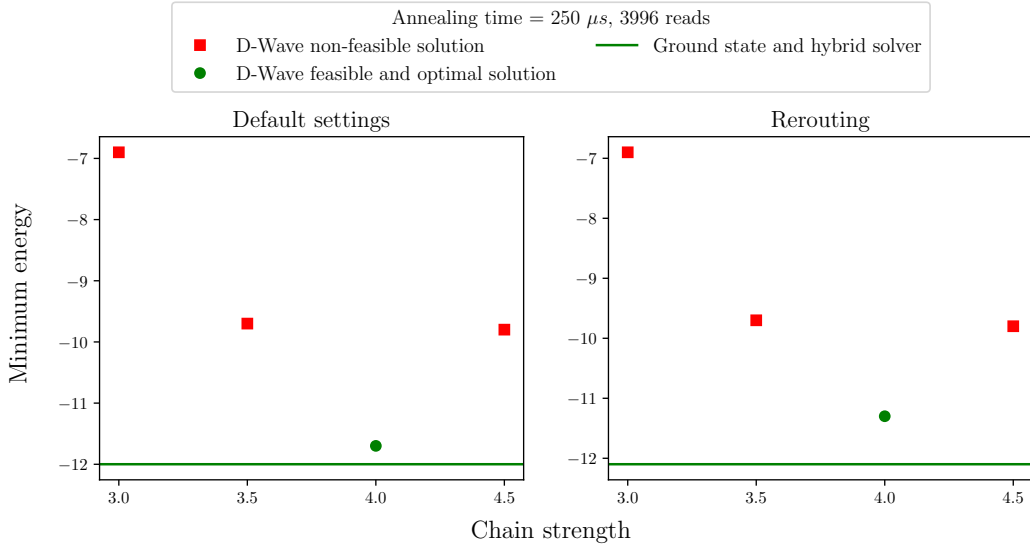 Annealing time = 250 μs, 3996 reads
D-Wave non-feasible solution
D-Wave feasible and optimal solution
Ground state and hybrid solver
Default settings
Rerouting
Minimum energy
−7
−8
−9
−10
−11
−12
3.0
3.5
4.0
4.5
−7
−8
−9
−10
−11
−12
3.0
3.5
4.0
4.5
Chain strength